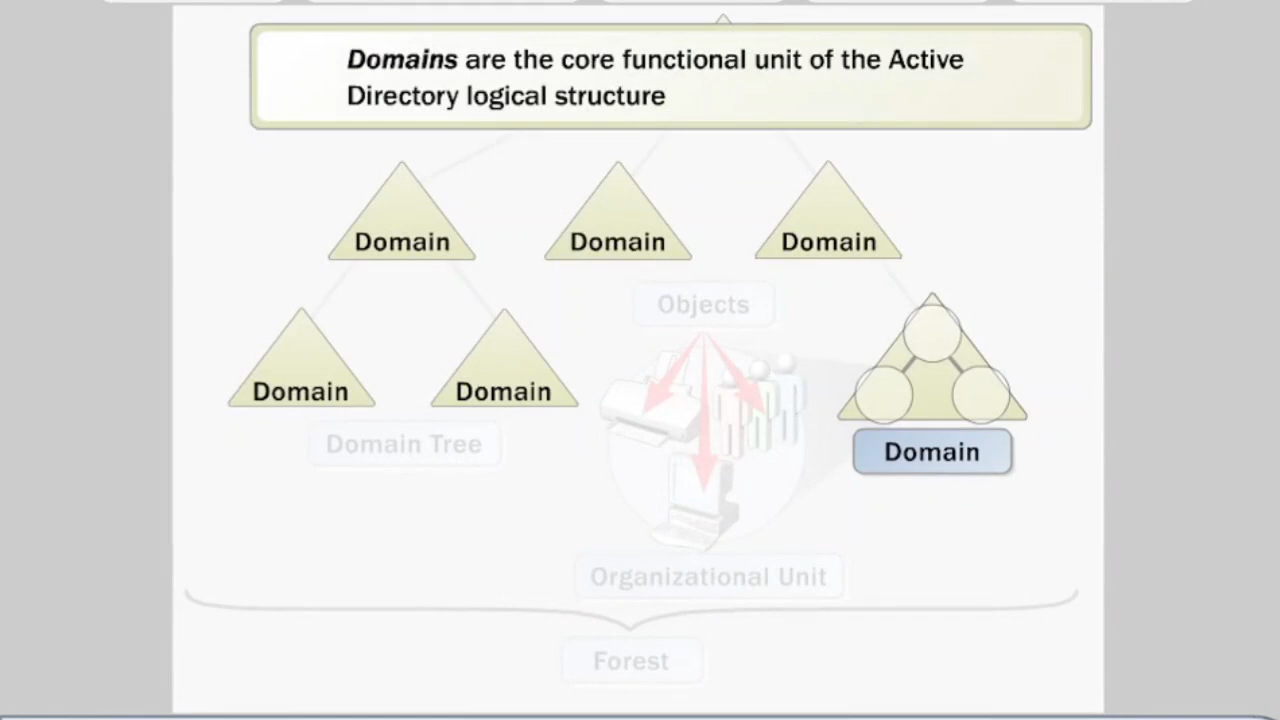 Domains are the core functional unit of the Active
Directory logical structure
Domain
Domain
Domain
Objects
Domain
Domain
Domain Tree
Domain
Organizational Unit
Forest